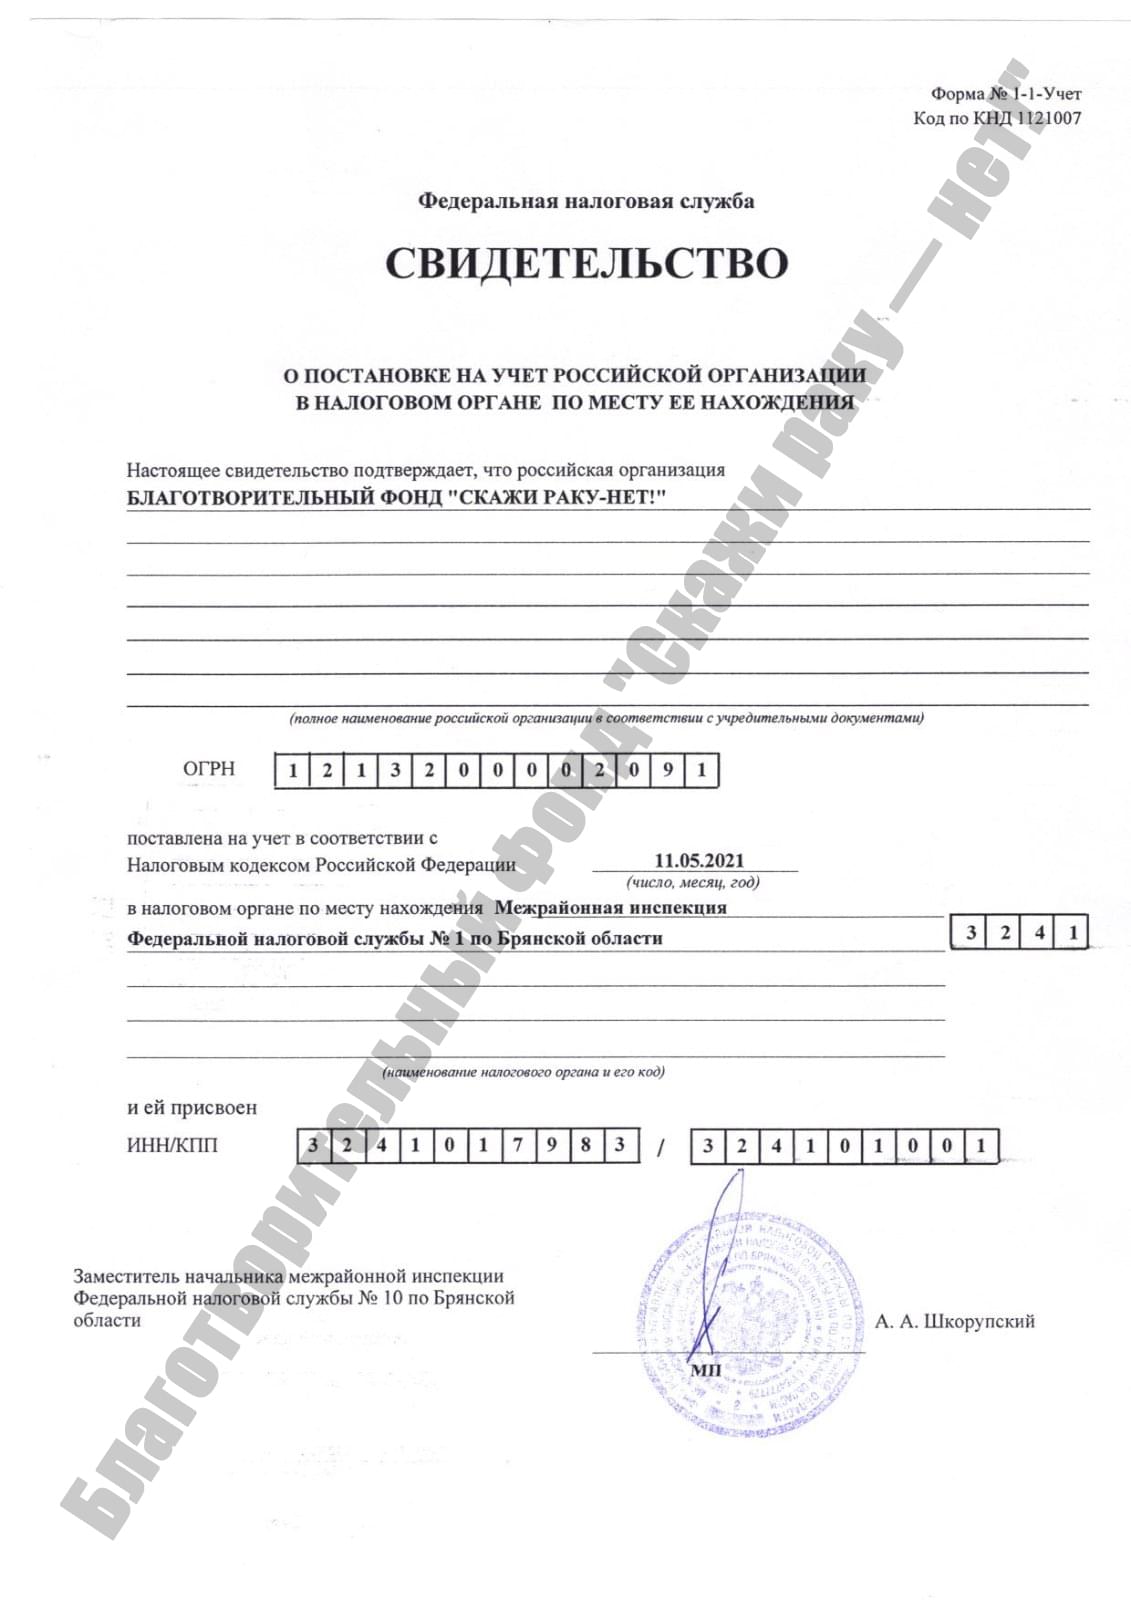 Форма № 1-1-Учет
Код по КНД 1121007
Федеральная налоговая служба
СВИДЕТЕЛЬСТВО
О ПОСТАНОВКЕ НА УЧЕТ РОССИЙСКОЙ ОРГАНИЗАЦИИ
В НАЛОГОВОМ ОРГАНЕ ПО МЕСТУ ЕЕ НАХОЖДЕНИЯ
Настоящее свидетельство подтверждает, что российская организация
БЛАГОТВОРИТЕЛЬНЫЙ ФОНД "СКАЖИ РАКУ-НЕТ!"
(полное наименование российской организации в соответствии с учредительными документами)
ОГРН 1 2 1 3 2 0 0 0 0 2 0 9 1
поставлена на учет в соответствии с
Налоговым кодексом Российской Федерации 11.05.2021
(число, месяц, год)
в налоговом органе по месту нахождения Межрайонная инспекция
Федеральной налоговой службы № 1 по Брянской области 3 2 4 1
(наименование налогового органа и его код)
и ей присвоен
ИНН/КПП 3 2 4 1 0 1 7 9 8 3 / 3 2 4 1 0 1 0 0 1
Заместитель начальника межрайонной инспекции
Федеральной налоговой службы № 10 по Брянской
области
А. А. Шкорупский
МП
Благотворительный фонд "Скажи раку — нет!"